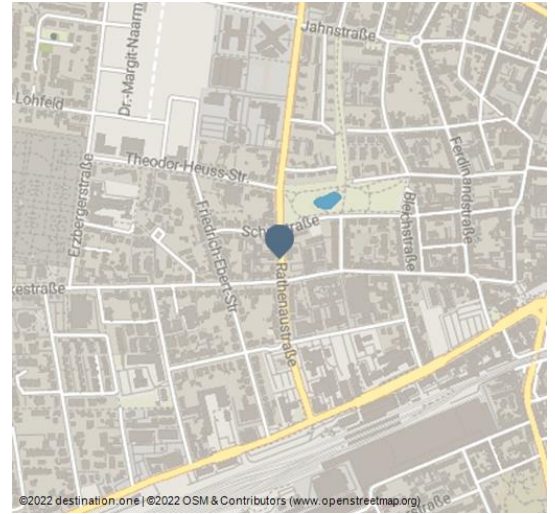 Jahnstraße
Dr.-Margit-Naarm
Lohfeld
Theodor-Heuss-Str.
Erzbergerstraße
Friedrich-Ebert-Str
Ferdinandstraße
kestraße
Rathenaustraße
©2022 destination.one | ©2022 OSM & Contributors (www.openstreetmap.org)